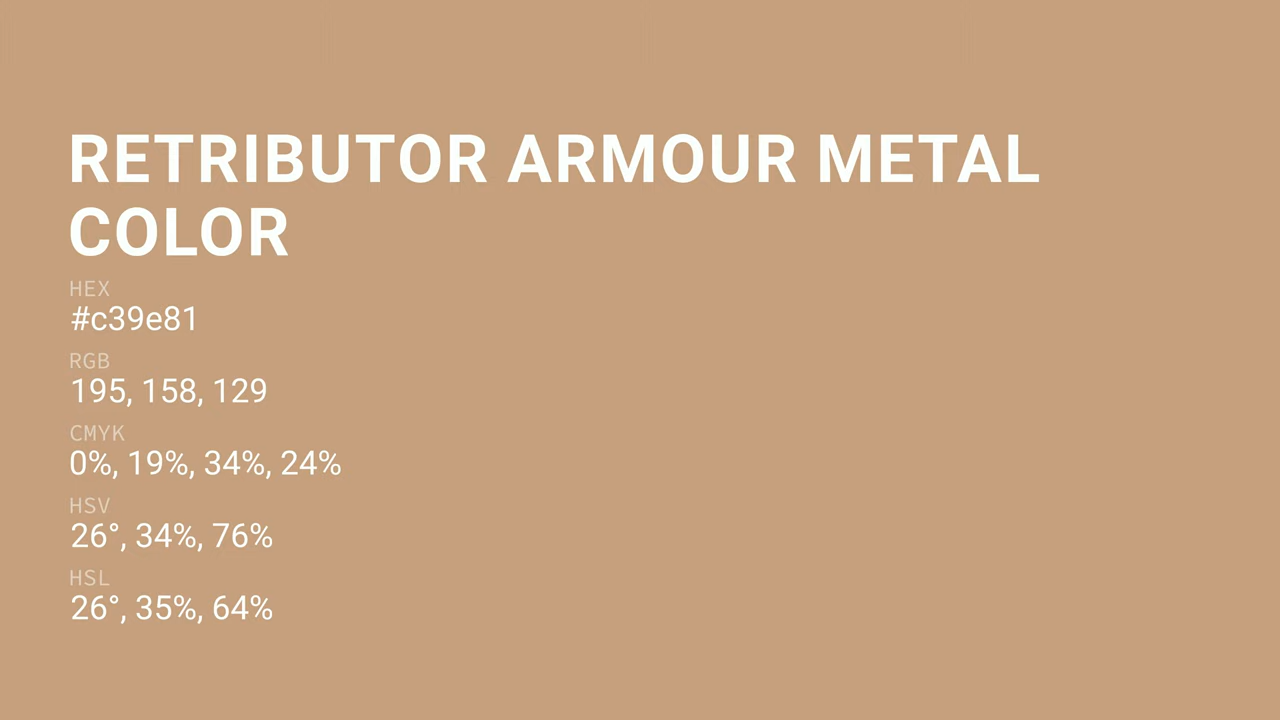 RETRIBUTOR ARMOUR METAL
COLOR
HEX
#c39e81
RGB
195, 158, 129
CMYK
0%, 19%, 34%, 24%
HSV
26°, 34%, 76%
HSL
26°, 35%, 64%